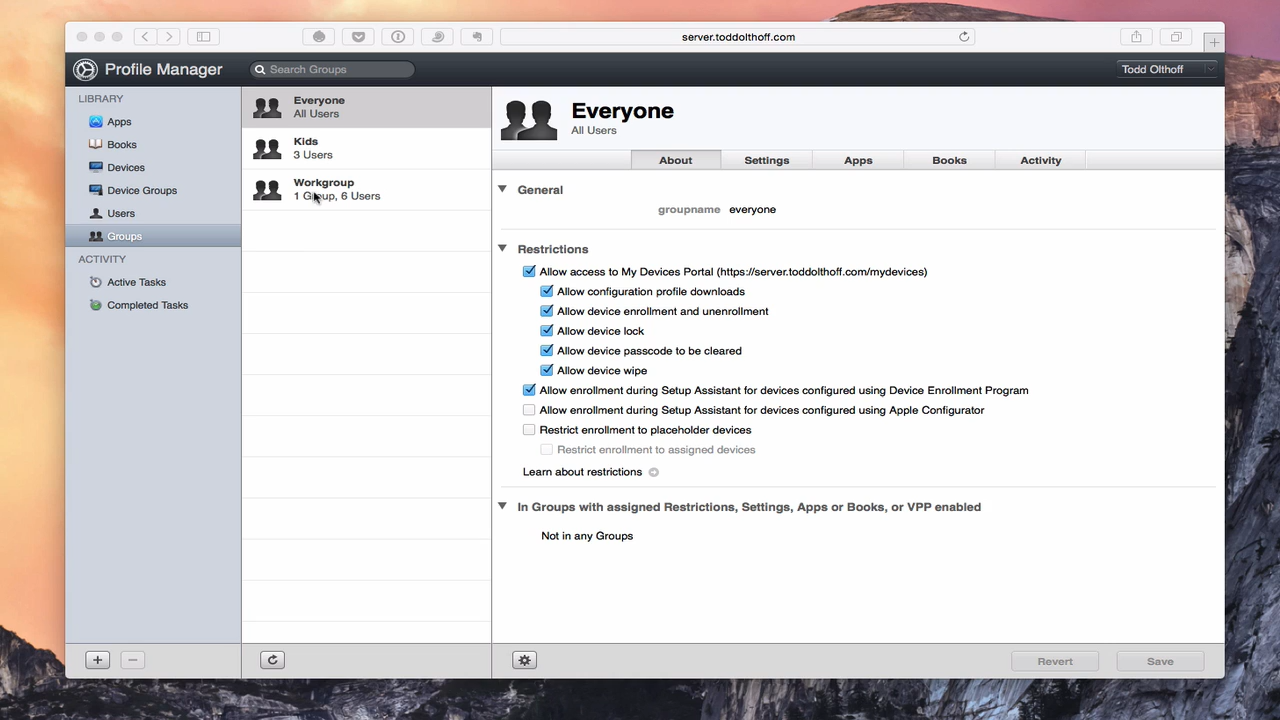 server.toddolthoff.com
Profile Manager
Search Groups
Todd Olthoff
LIBRARY
Apps
Books
Devices
Device Groups
Users
Groups
ACTIVITY
Active Tasks
Completed Tasks
Everyone
All Users
Kids
3 Users
Workgroup
1 Group, 6 Users
Everyone
All Users
About Settings Apps Books Activity
General
groupname everyone
Restrictions
Allow access to My Devices Portal (https://server.toddolthoff.com/mydevices)
Allow configuration profile downloads
Allow device enrollment and unenrollment
Allow device lock
Allow device passcode to be cleared
Allow device wipe
Allow enrollment during Setup Assistant for devices configured using Device Enrollment Program
Allow enrollment during Setup Assistant for devices configured using Apple Configurator
Restrict enrollment to placeholder devices
Restrict enrollment to assigned devices
Learn about restrictions
In Groups with assigned Restrictions, Settings, Apps or Books, or VPP enabled
Not in any Groups
Revert Save